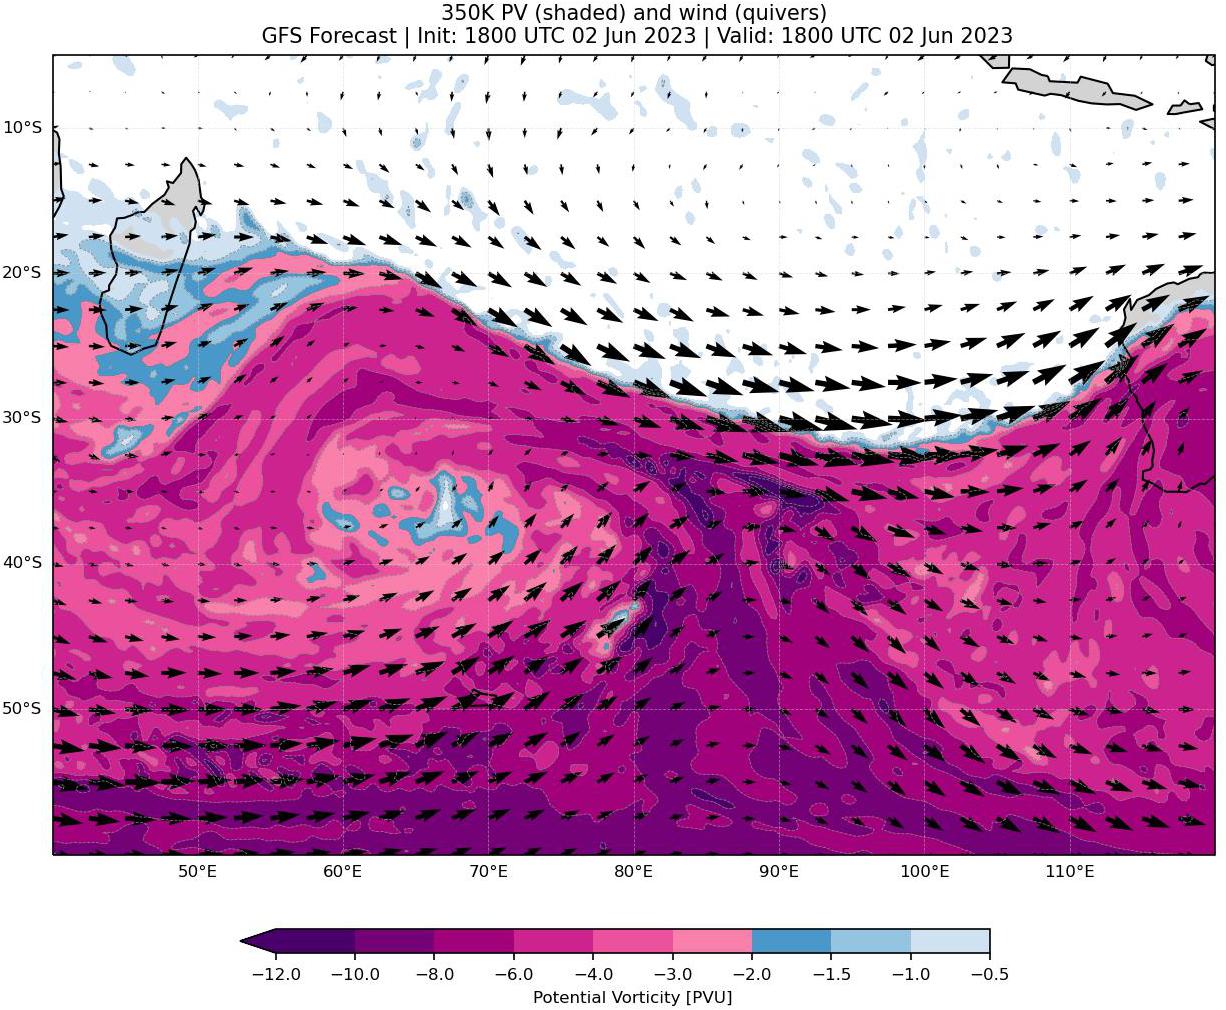 350K PV (shaded) and wind (quivers)
GFS Forecast | Init: 1800 UTC 02 Jun 2023 | Valid: 1800 UTC 02 Jun 2023
10°S
20°S
30°S
40°S
50°S
50°E 60°E 70°E 80°E 90°E 100°E 110°E
−12.0 −10.0 −8.0 −6.0 −4.0 −3.0 −2.0 −1.5 −1.0 −0.5
Potential Vorticity [PVU]